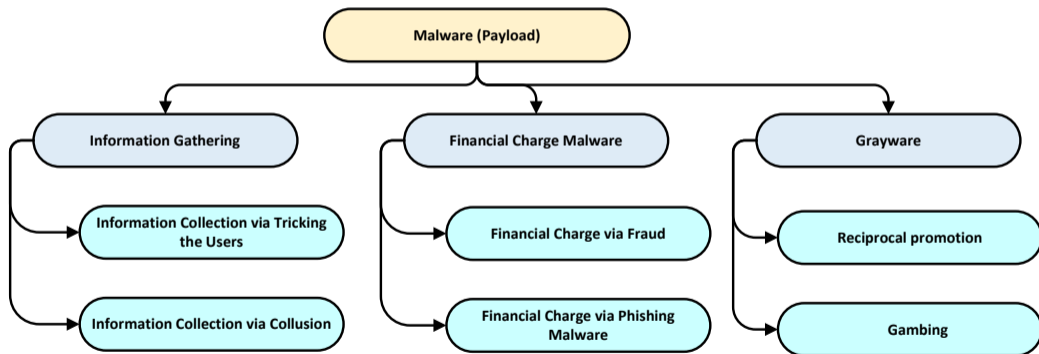 Malware (Payload)
Information Gathering
Financial Charge Malware
Grayware
Information Collection via Tricking
the Users
Financial Charge via Fraud
Reciprocal promotion
Information Collection via Collusion
Financial Charge via Phishing
Malware
Gambing